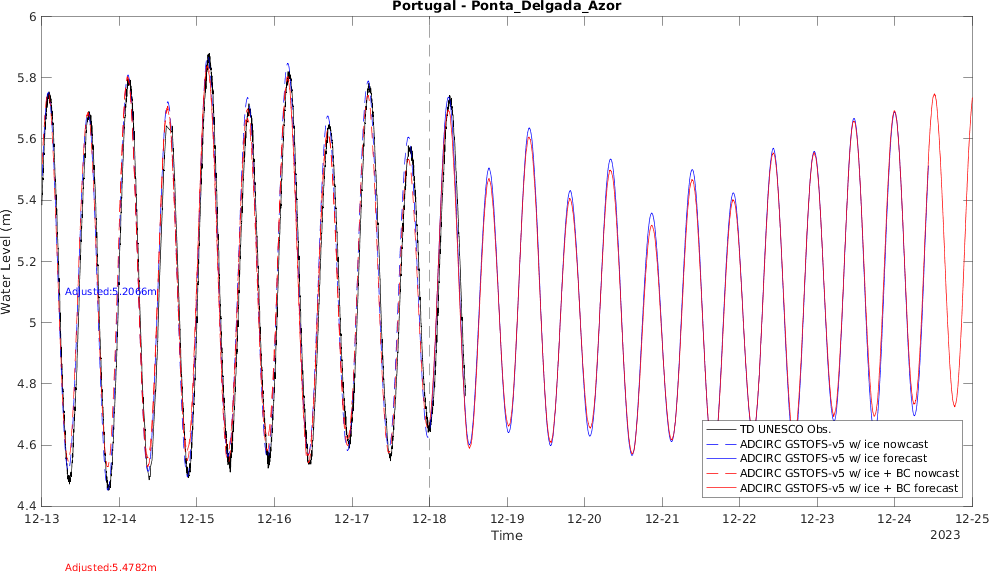 Portugal - Ponta_Delgada_Azor
6
5.8
5.6
5.4
5.2
5
4.8
4.6
4.4
Water Level (m)
Adjusted:5.2066m
TD UNESCO Obs.
ADCIRC GSTOFS-v5 w/ ice nowcast
ADCIRC GSTOFS-v5 w/ ice forecast
ADCIRC GSTOFS-v5 w/ ice + BC nowcast
ADCIRC GSTOFS-v5 w/ ice + BC forecast
12-13 12-14 12-15 12-16 12-17 12-18 12-19 12-20 12-21 12-22 12-23 12-24 12-25
Time
2023
Adjusted:5.4782m